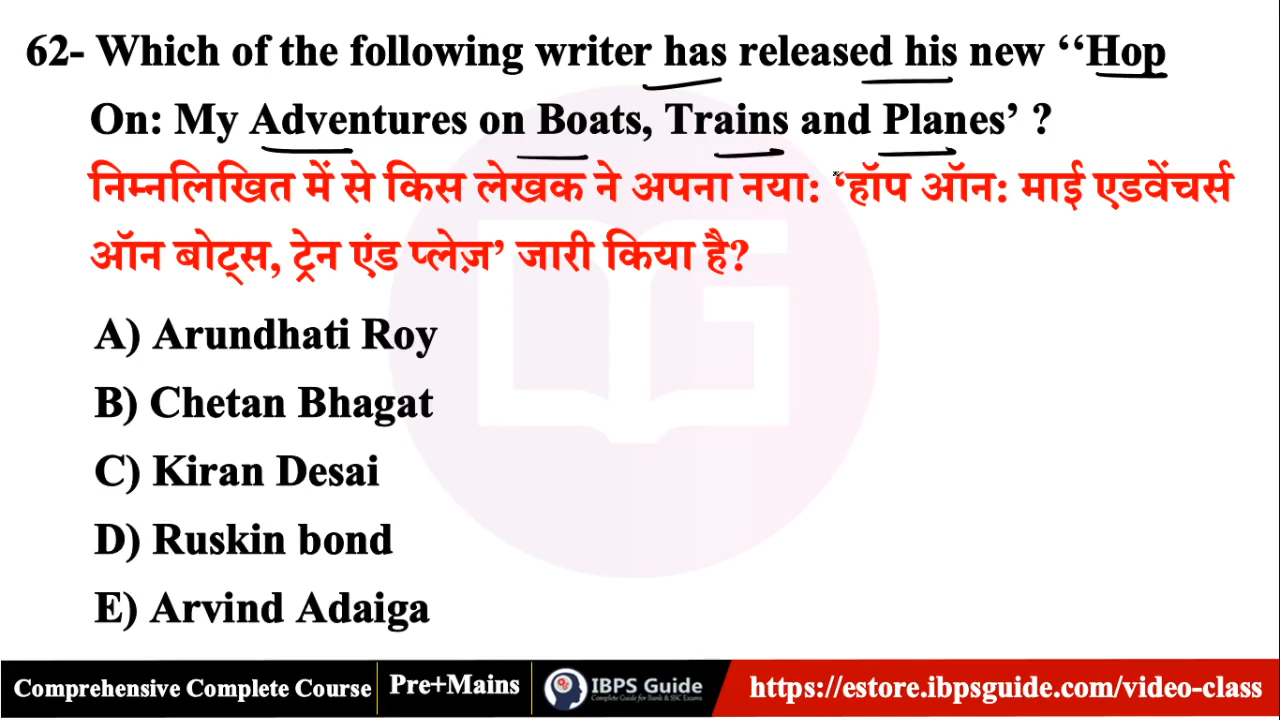 62- Which of the following writer has released his new ‘‘Hop
On: My Adventures on Boats, Trains and Planes’ ?
निम्नलिखित में से किस लेखक ने अपना नया: ‘हॉप ऑन: माई एडवेंचर्स
ऑन बोट्स, ट्रेन एंड प्लेज़’ जारी किया है?
A) Arundhati Roy
B) Chetan Bhagat
C) Kiran Desai
D) Ruskin bond
E) Arvind Adaiga
Comprehensive Complete Course Pre+Mains IBPS Guide https://estore.ibpsguide.com/video-class
Complete Guide for Bank & SSC Exams